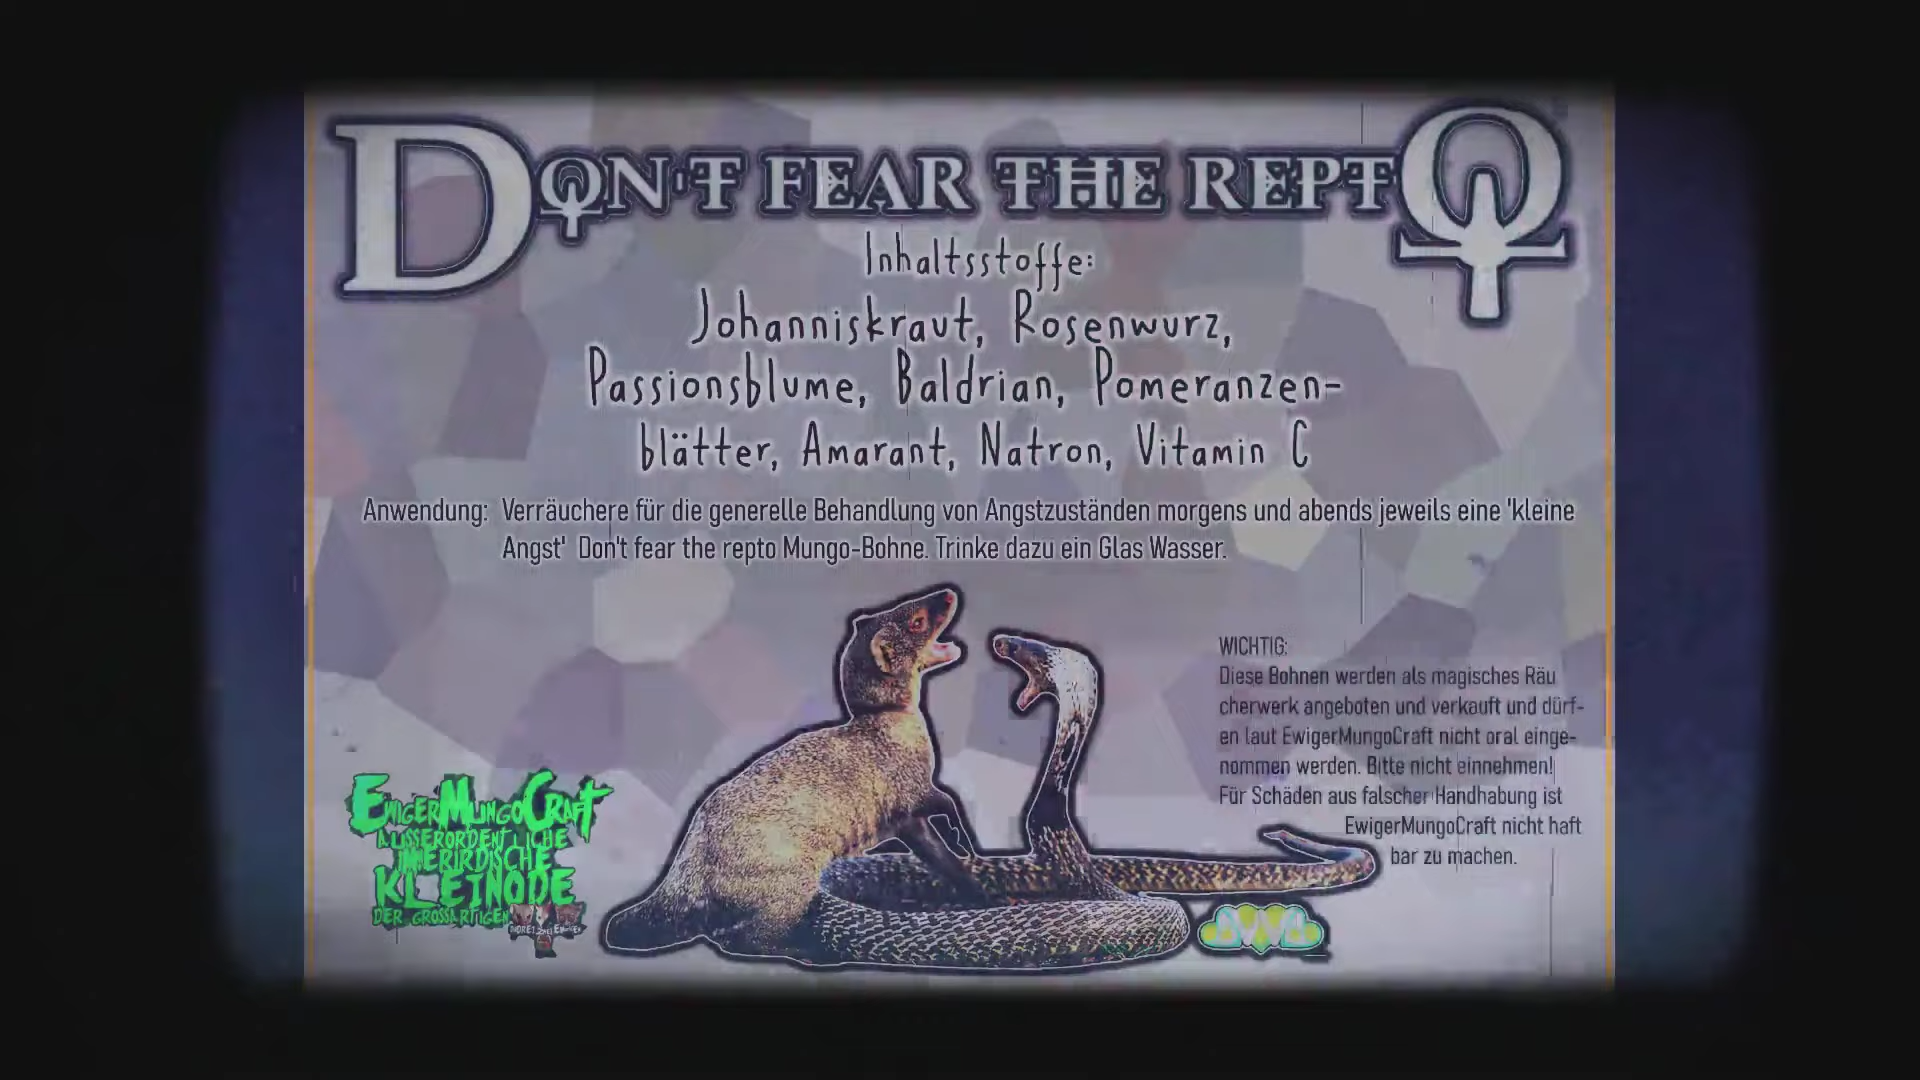 DON'T FEAR THE REPTO
Inhaltsstoffe:
Johanniskraut, Rosenwurz,
Passionsblume, Baldrian, Pomeranzen-
blätter, Amarant, Natron, Vitamin C
Anwendung: Verräuchere für die generelle Behandlung von Angstzuständen morgens und abends jeweils eine 'kleine
Angst' Don't fear the repto Mungo-Bohne. Trinke dazu ein Glas Wasser.
WICHTIG:
Diese Bohnen werden als magisches Räu
cherwerk angeboten und verkauft und dürf-
en laut EwigerMungoCraft nicht oral einge-
nommen werden. Bitte nicht einnehmen!
Für Schäden aus falscher Handhabung ist
EwigerMungoCraft nicht haft
bar zu machen.
EWIGERMUNGOCRAFT
AUSSERORDENTLICHE
INNERIRDISCHE
KLEINODE
DER GROSSARTIGEN